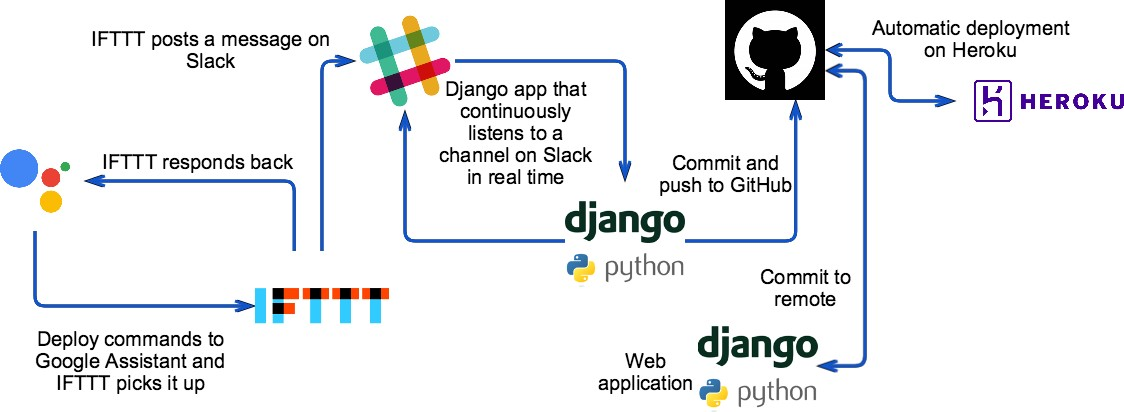 IFTTT posts a message on
Slack
Automatic deployment
on Heroku
HEROKU
Django app that
continuously
listens to a
channel on Slack
in real time
IFTTT responds back
Commit and
push to GitHub
django
python
IFTTT
Deploy commands to
Google Assistant and
IFTTT picks it up
Commit to
remote
Web
application
django
python